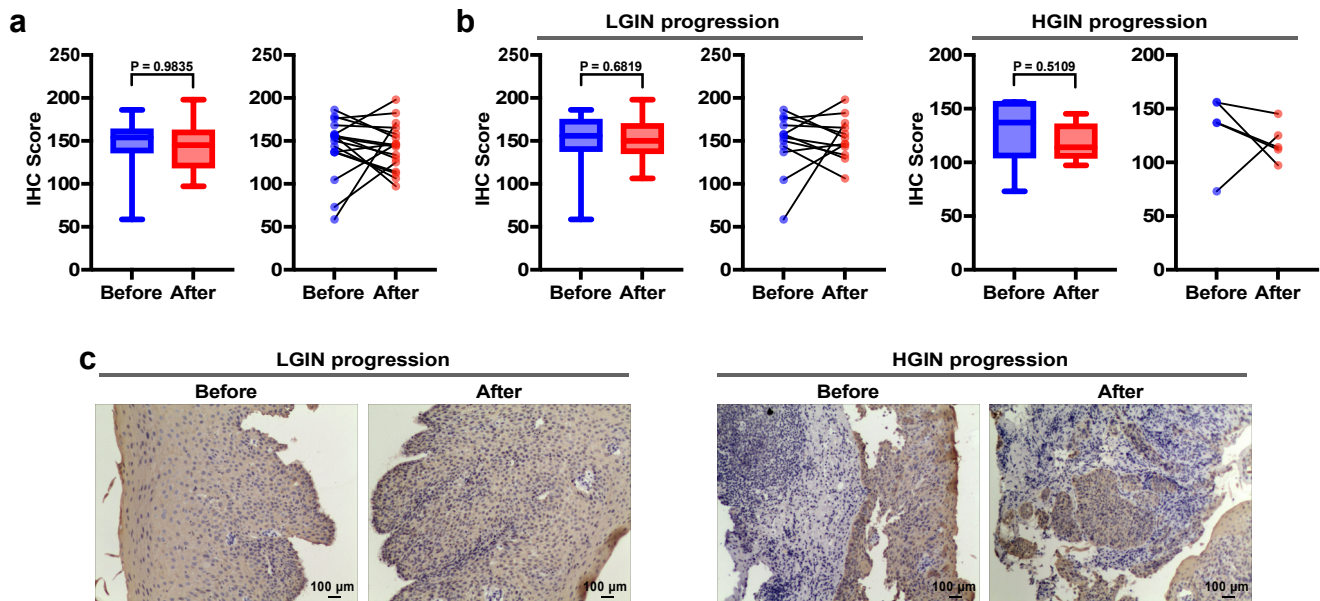 a
b
LGIN progression
HGIN progression
IHC Score
250
200
150
100
50
0
P = 0.9835
Before After
250
200
150
100
50
0
Before After
IHC Score
250
200
150
100
50
0
P = 0.6819
Before After
250
200
150
100
50
0
Before After
IHC Score
200
150
100
50
0
P = 0.5109
Before After
200
150
100
50
0
Before After
c
LGIN progression
HGIN progression
Before
After
Before
After
100 µm
100 µm
100 µm
100 µm